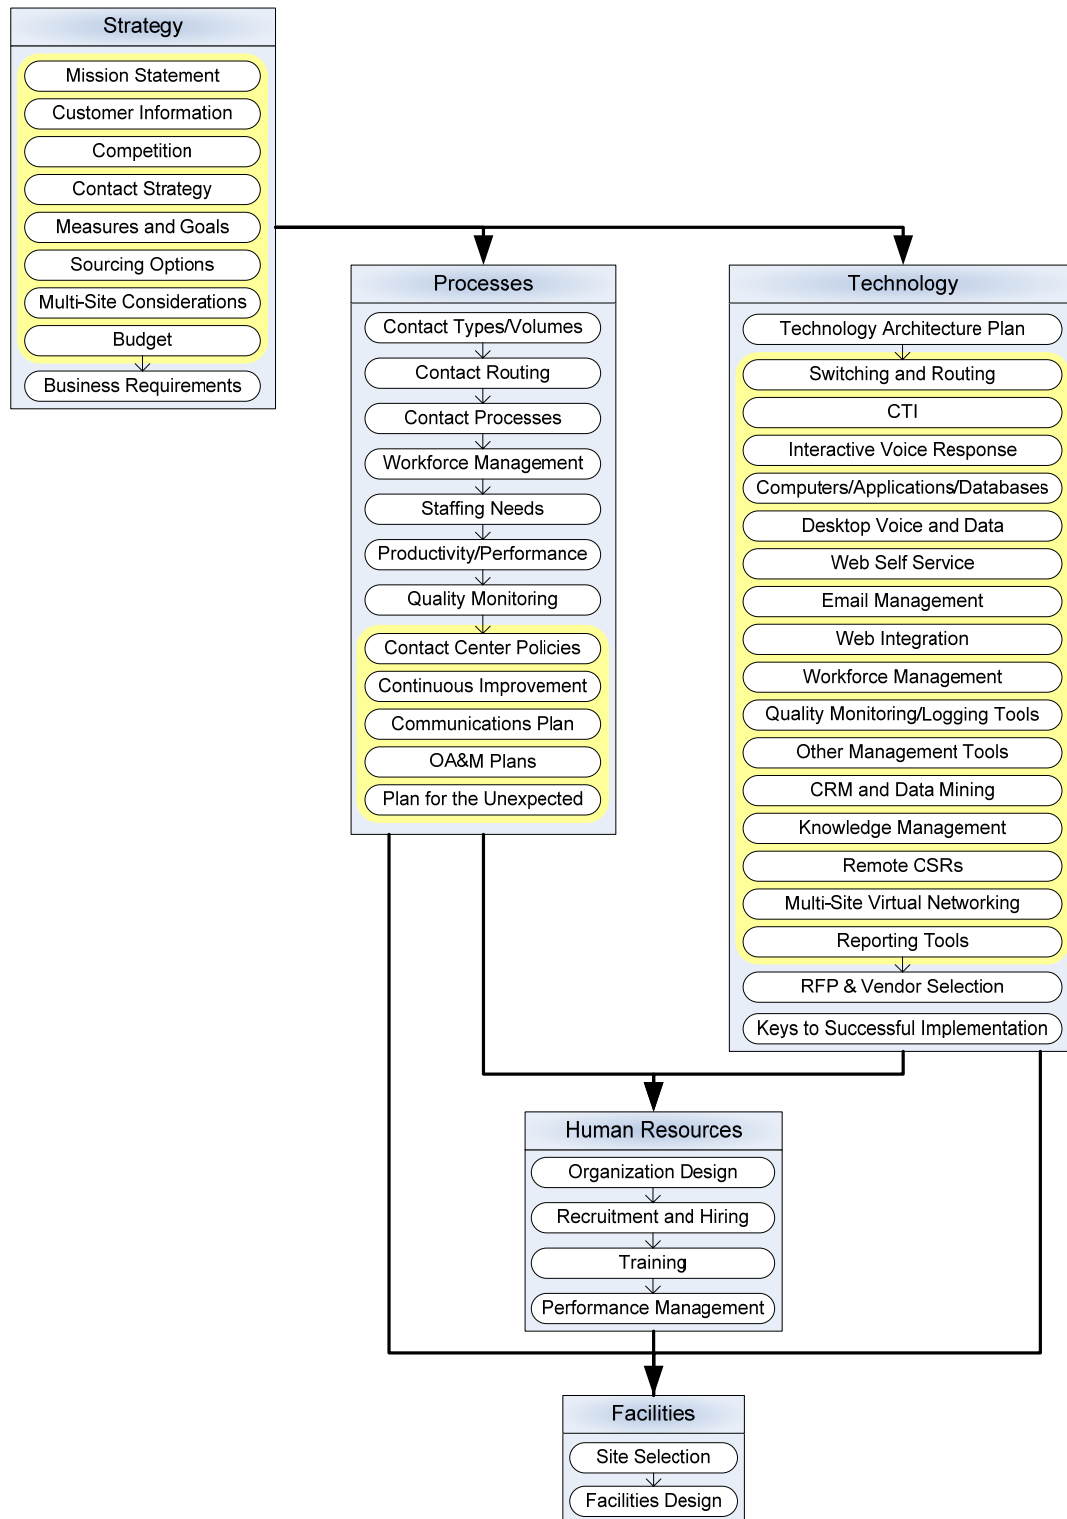 Strategy
Mission Statement
Customer Information
Competition
Contact Strategy
Measures and Goals
Sourcing Options
Multi-Site Considerations
Budget
Business Requirements
Processes
Contact Types/Volumes
Contact Routing
Contact Processes
Workforce Management
Staffing Needs
Productivity/Performance
Quality Monitoring
Contact Center Policies
Continuous Improvement
Communications Plan
OA&M Plans
Plan for the Unexpected
Technology
Technology Architecture Plan
Switching and Routing
CTI
Interactive Voice Response
Computers/Applications/Databases
Desktop Voice and Data
Web Self Service
Email Management
Web Integration
Workforce Management
Quality Monitoring/Logging Tools
Other Management Tools
CRM and Data Mining
Knowledge Management
Remote CSRs
Multi-Site Virtual Networking
Reporting Tools
RFP & Vendor Selection
Keys to Successful Implementation
Human Resources
Organization Design
Recruitment and Hiring
Training
Performance Management
Facilities
Site Selection
Facilities Design